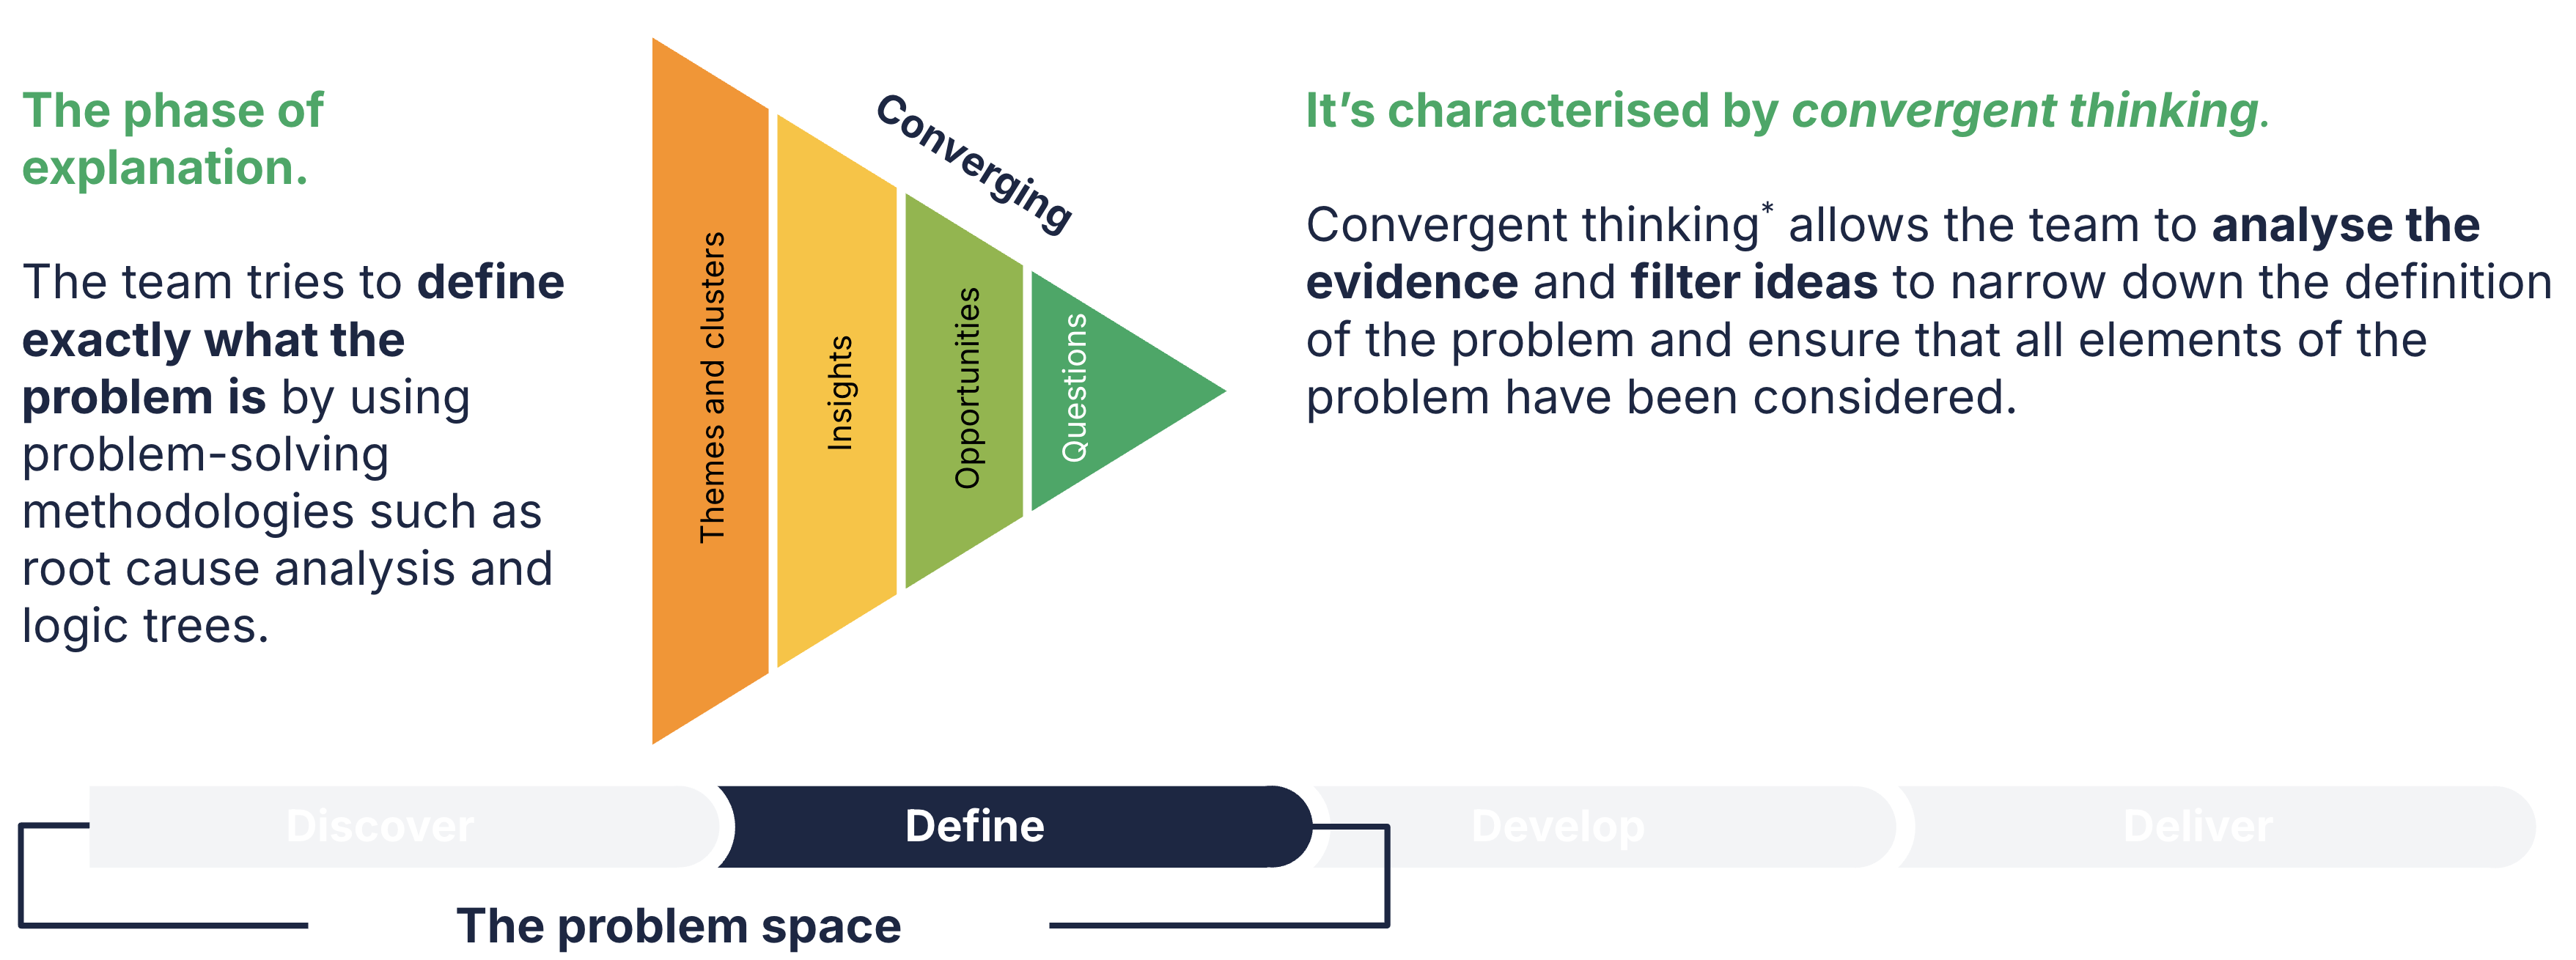 The phase of
explanation.
The team tries to define
exactly what the
problem is by using
problem-solving
methodologies such as
root cause analysis and
logic trees.
Converging
Themes and clusters
Insights
Opportunities
Questions
It’s characterised by convergent thinking.
Convergent thinking* allows the team to analyse the
evidence and filter ideas to narrow down the definition
of the problem and ensure that all elements of the
problem have been considered.
Discover
Define
Develop
Deliver
The problem space